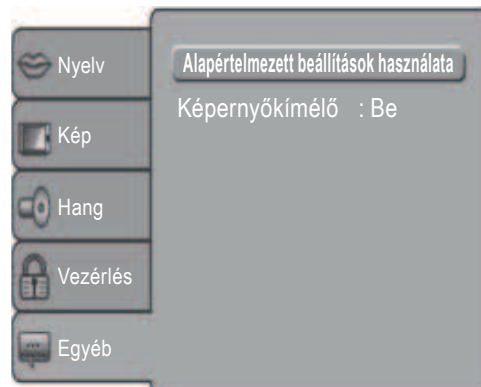 Nyelv
Kép
Hang
Vezérlés
Egyéb
Alapértelmezett beállítások használata
Képernyőkímélő : Be